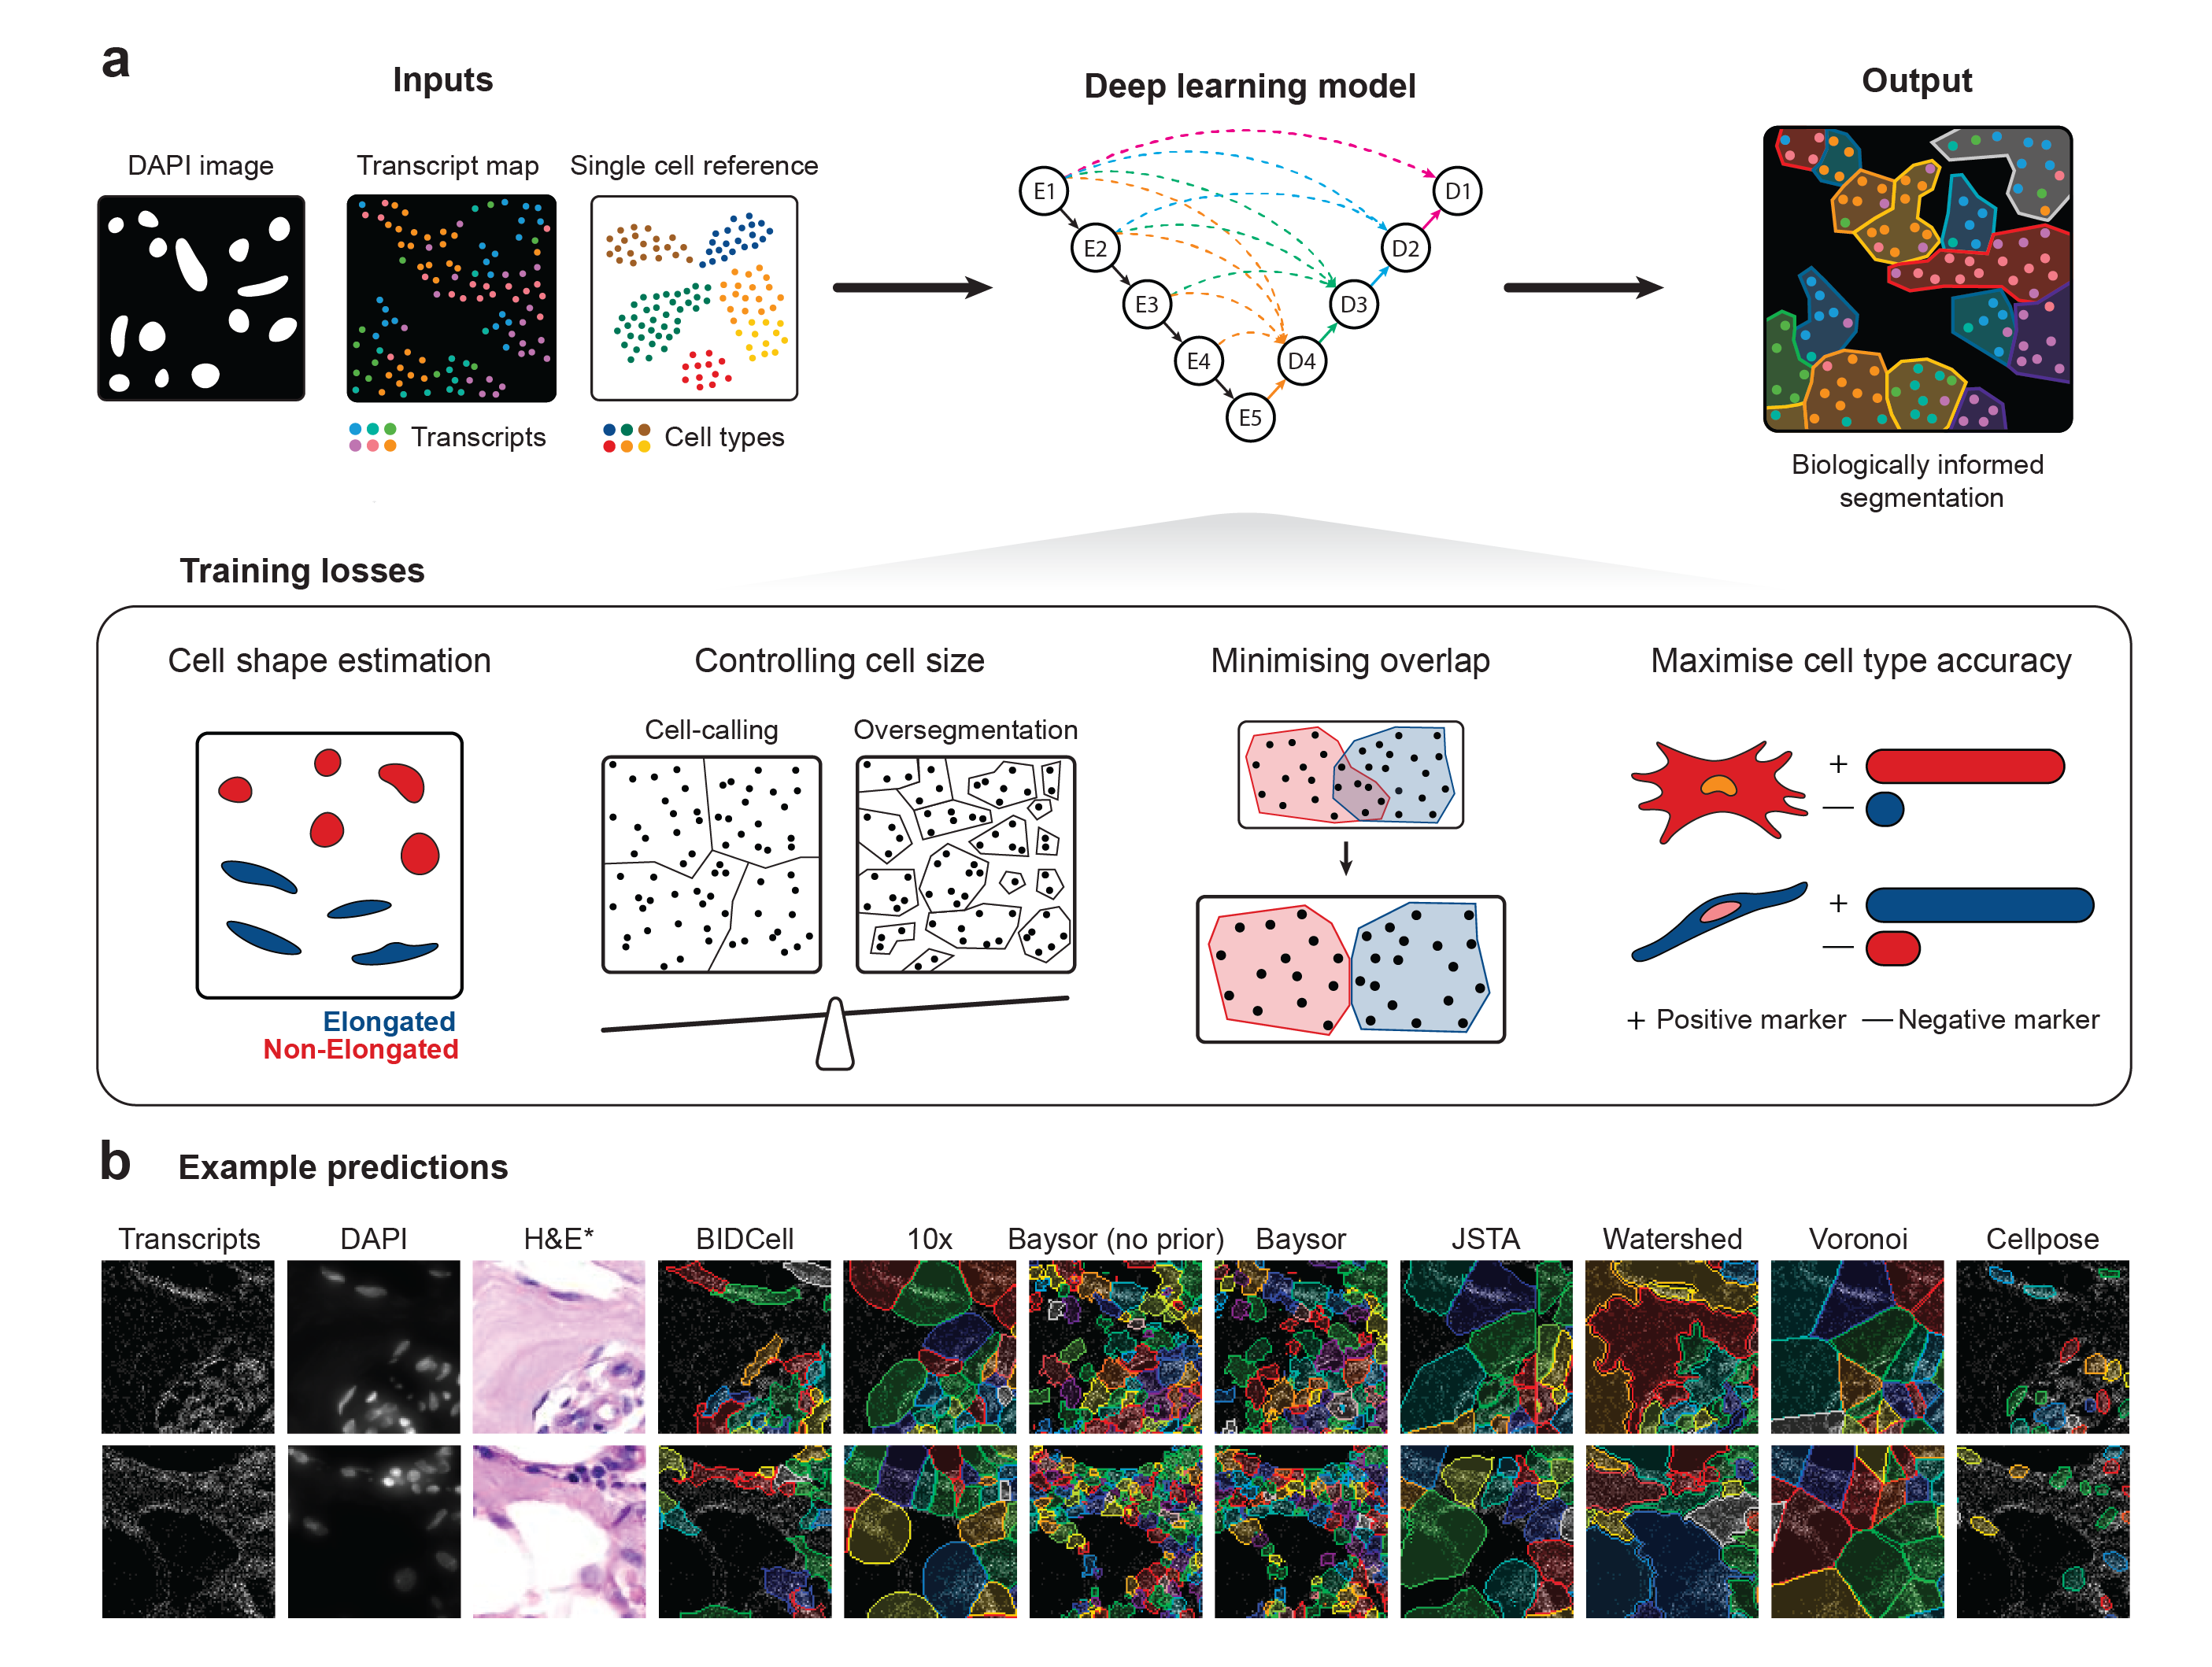 a
Inputs
Deep learning model
Output
DAPI image
Transcript map
Single cell reference
E1
D1
E2
D2
E3
D3
E4
D4
E5
Transcripts
Cell types
Biologically informed
segmentation
Training losses
Cell shape estimation
Controlling cell size
Minimising overlap
Maximise cell type accuracy
Cell-calling
Oversegmentation
+
—
+
—
Elongated
Non-Elongated
+ Positive marker — Negative marker
b Example predictions
Transcripts
DAPI
H&E*
BIDCell
10x
Baysor (no prior)
Baysor
JSTA
Watershed
Voronoi
Cellpose